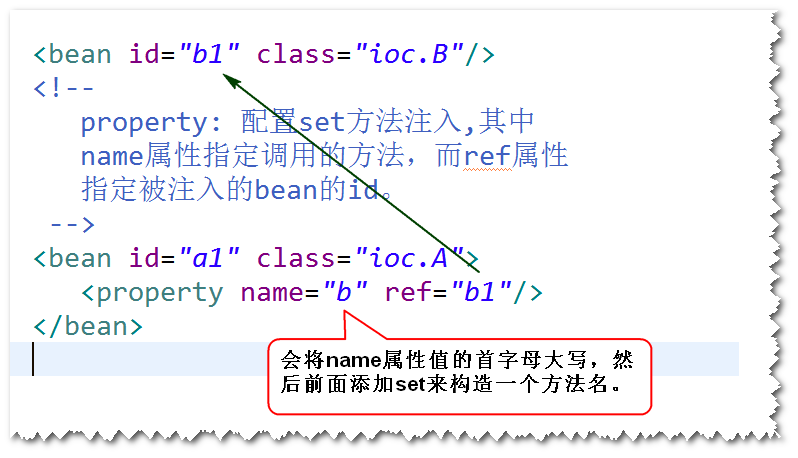 <bean id="b1" class="ioc.B"/>
<!--
property: 配置set方法注入,其中
name属性指定调用的方法，而ref属性
指定被注入的bean的id。
-->
<bean id="a1" class="ioc.A">
<property name="b" ref="b1"/>
</bean>
会将name属性值的首字母大写，然
后前面添加set来构造一个方法名。